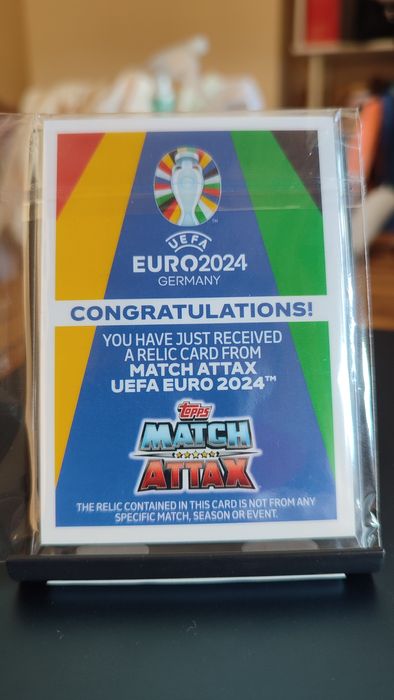 UEFA
EURO2024
GERMANY
CONGRATULATIONS!
YOU HAVE JUST RECEIVED
A RELIC CARD FROM
MATCH ATTAX
UEFA EURO 2024™
Topps
MATCH
ATTAX
THE RELIC CONTAINED IN THIS CARD IS NOT FROM ANY
SPECIFIC MATCH, SEASON OR EVENT.